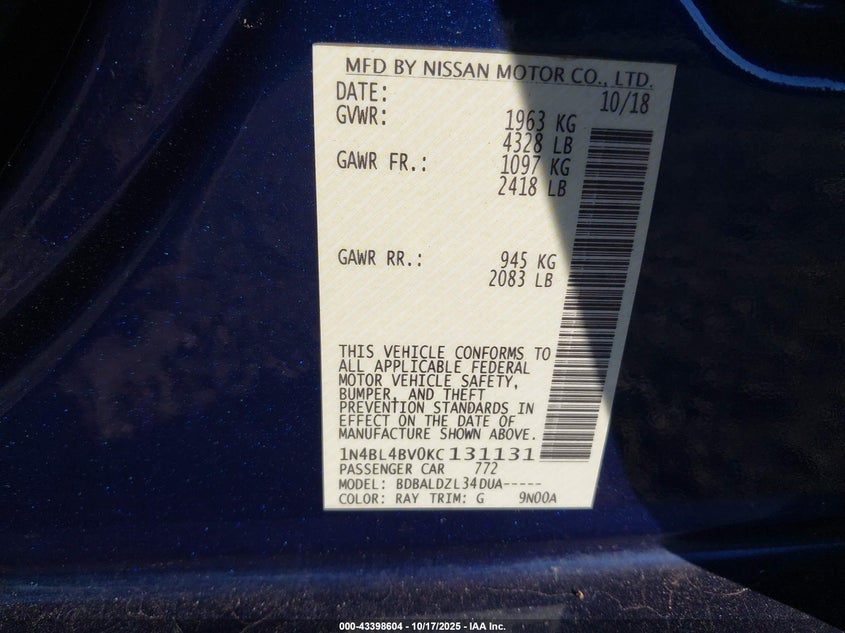 MFD BY NISSAN MOTOR CO., LTD.
DATE: 10/18
GVWR: 1963 KG
4328 LB
GAWR FR.: 1097 KG
2418 LB
GAWR RR.: 945 KG
2083 LB
THIS VEHICLE CONFORMS TO
ALL APPLICABLE FEDERAL
MOTOR VEHICLE SAFETY,
BUMPER, AND THEFT
PREVENTION STANDARDS IN
EFFECT ON THE DATE OF
MANUFACTURE SHOWN ABOVE.
1N4BL4BV0KC131131
PASSENGER CAR 772
MODEL: BDBALDZL34DUA-----
COLOR: RAY TRIM: G 9N00A
000-43398604 - 10/17/2025 - IAA Inc.